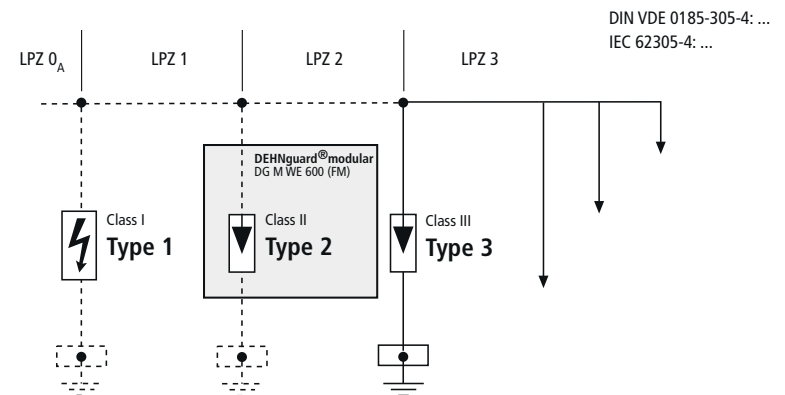 DIN VDE 0185-305-4: ...
IEC 62305-4: ...
LPZ 0A
LPZ 1
LPZ 2
LPZ 3
DEHNguard®modular
DG M WE 600 (FM)
Class I
Type 1
Class II
Type 2
Class III
Type 3